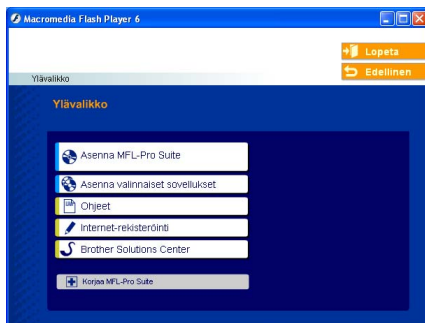 Macromedia Flash Player 6
Lopeta
Edellinen
Ylävalikko
Ylävalikko
Asenna MFL-Pro Suite
Asenna valinnaiset sovellukset
Ohjeet
Internet-rekisteröinti
Brother Solutions Center
Korjaa MFL-Pro Suite